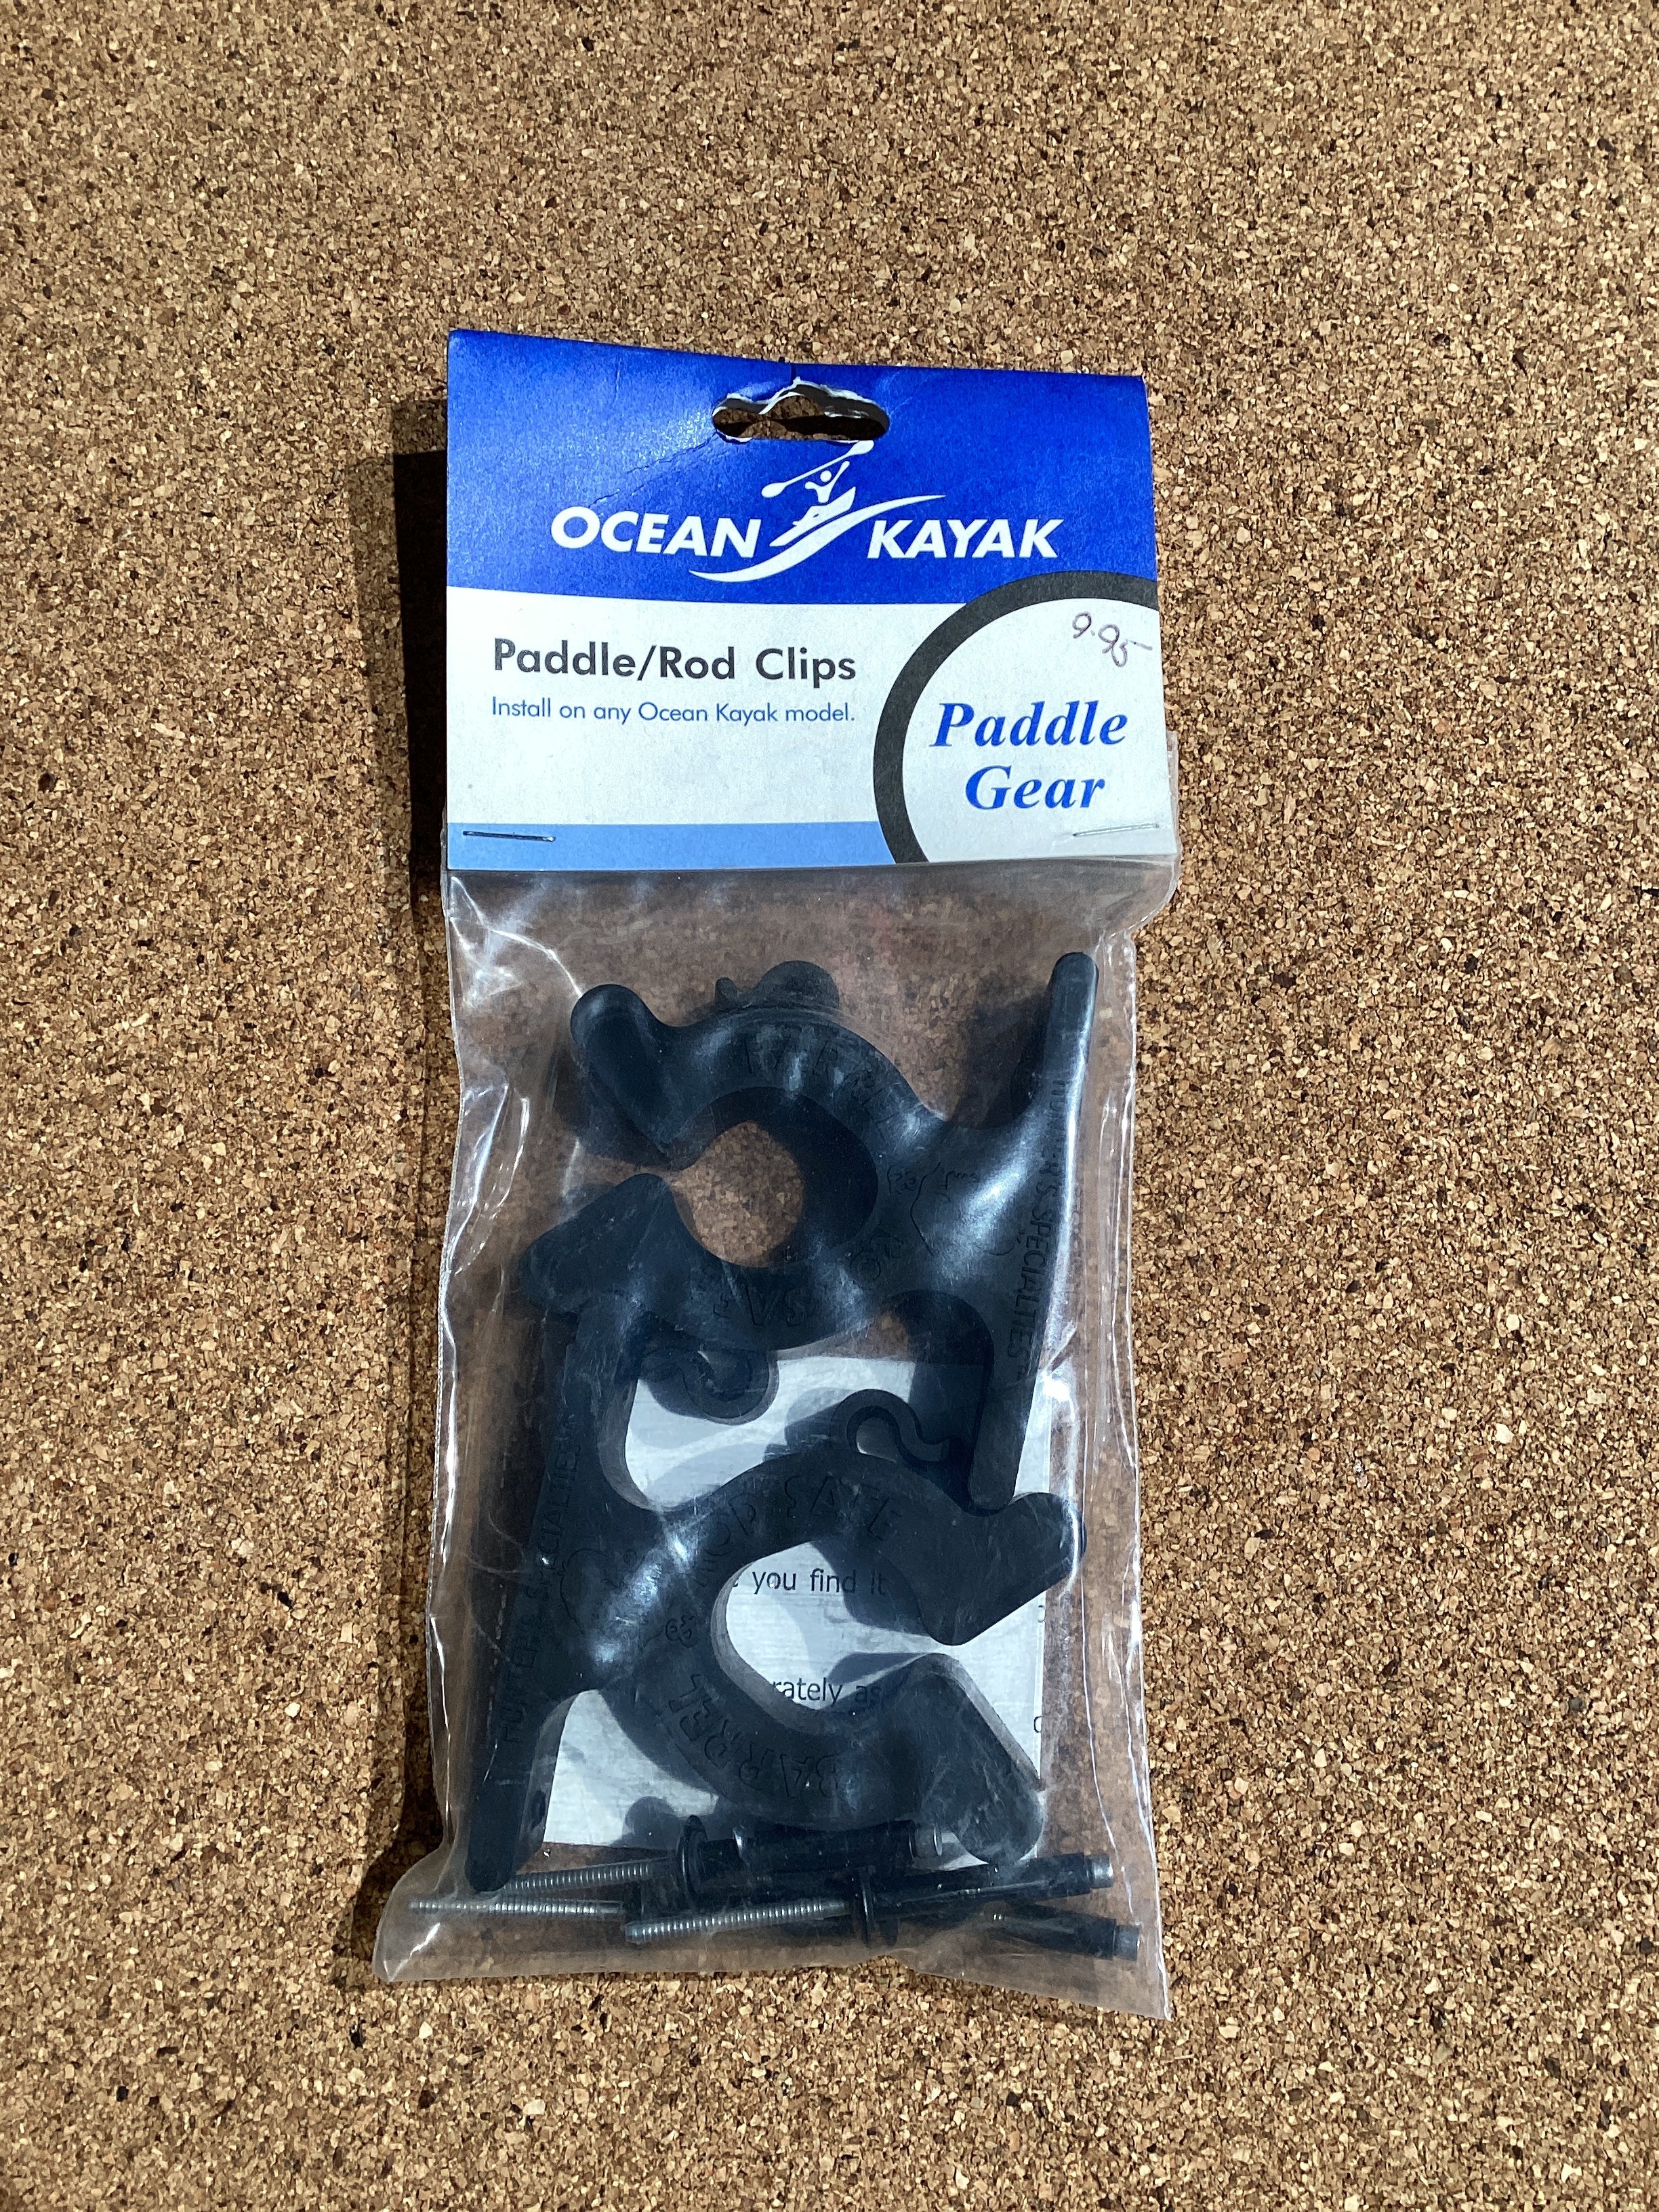 OCEAN KAYAK
Paddle/Rod Clips
Install on any Ocean Kayak model.
9.95
Paddle
Gear
SPECIALTIES
SAFE
BARREL
you find it